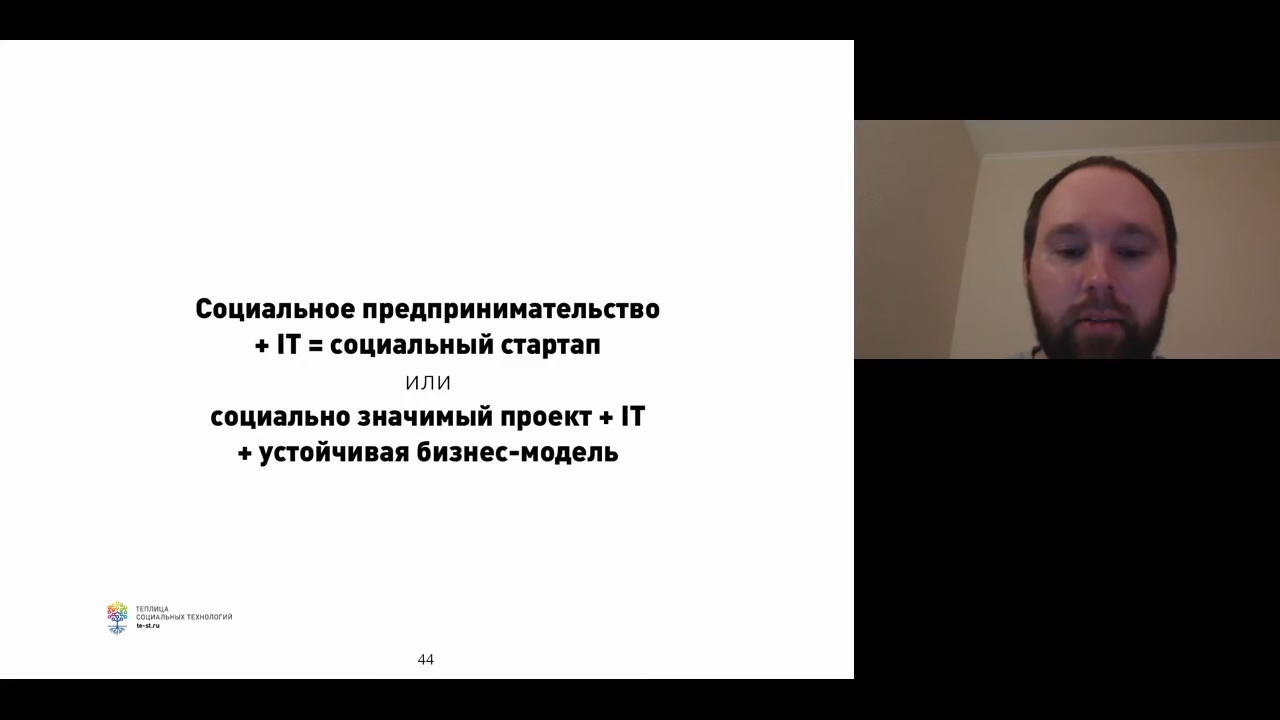 Социальное предпринимательство
+ IT = социальный стартап
или
социально значимый проект + IT
+ устойчивая бизнес-модель
ТЕПЛИЦА
СОЦИАЛЬНЫХ ТЕХНОЛОГИЙ
te-st.ru
44